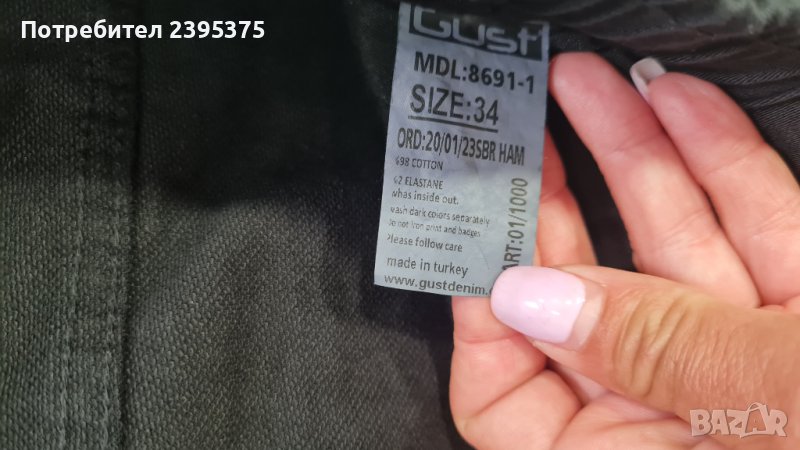 Потребител 2395375
Gust
MDL:8691-1
SIZE:34
ORD:20/01/23SBR HAM
%98 COTTON
%2 ELASTANE
whas inside out.
wash dark colors separately
Do not Iron print and badges
Please follow care
made in turkey
www.gustdenim.
ART:01/1000
BAZAR